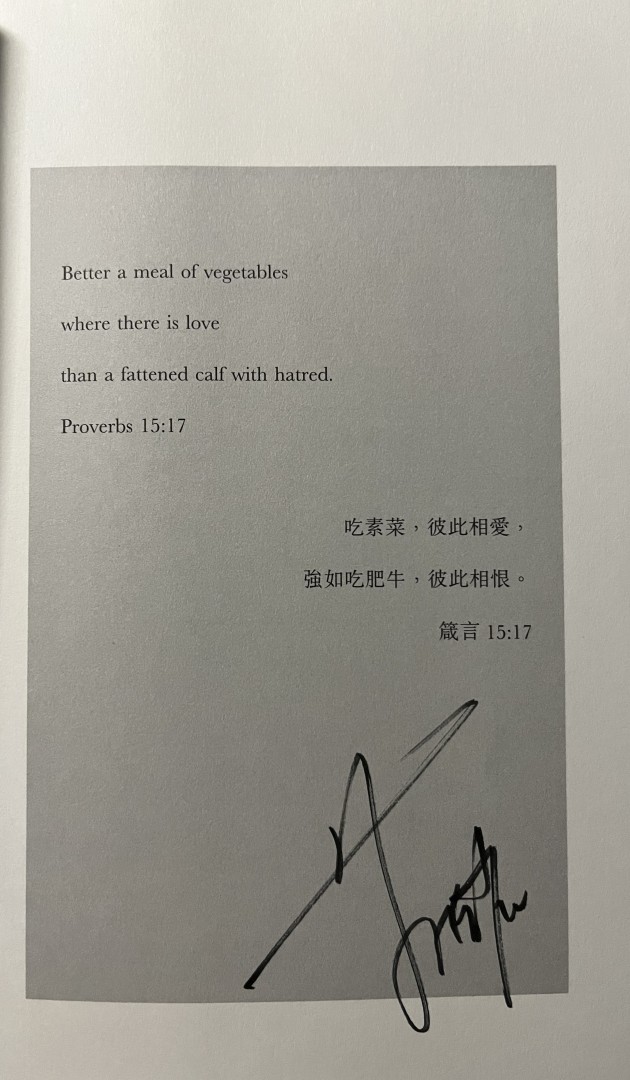 Better a meal of vegetables
where there is love
than a fattened calf with hatred.
Proverbs 15:17
吃素菜，彼此相愛，
強如吃肥牛，彼此相恨。
箴言 15:17